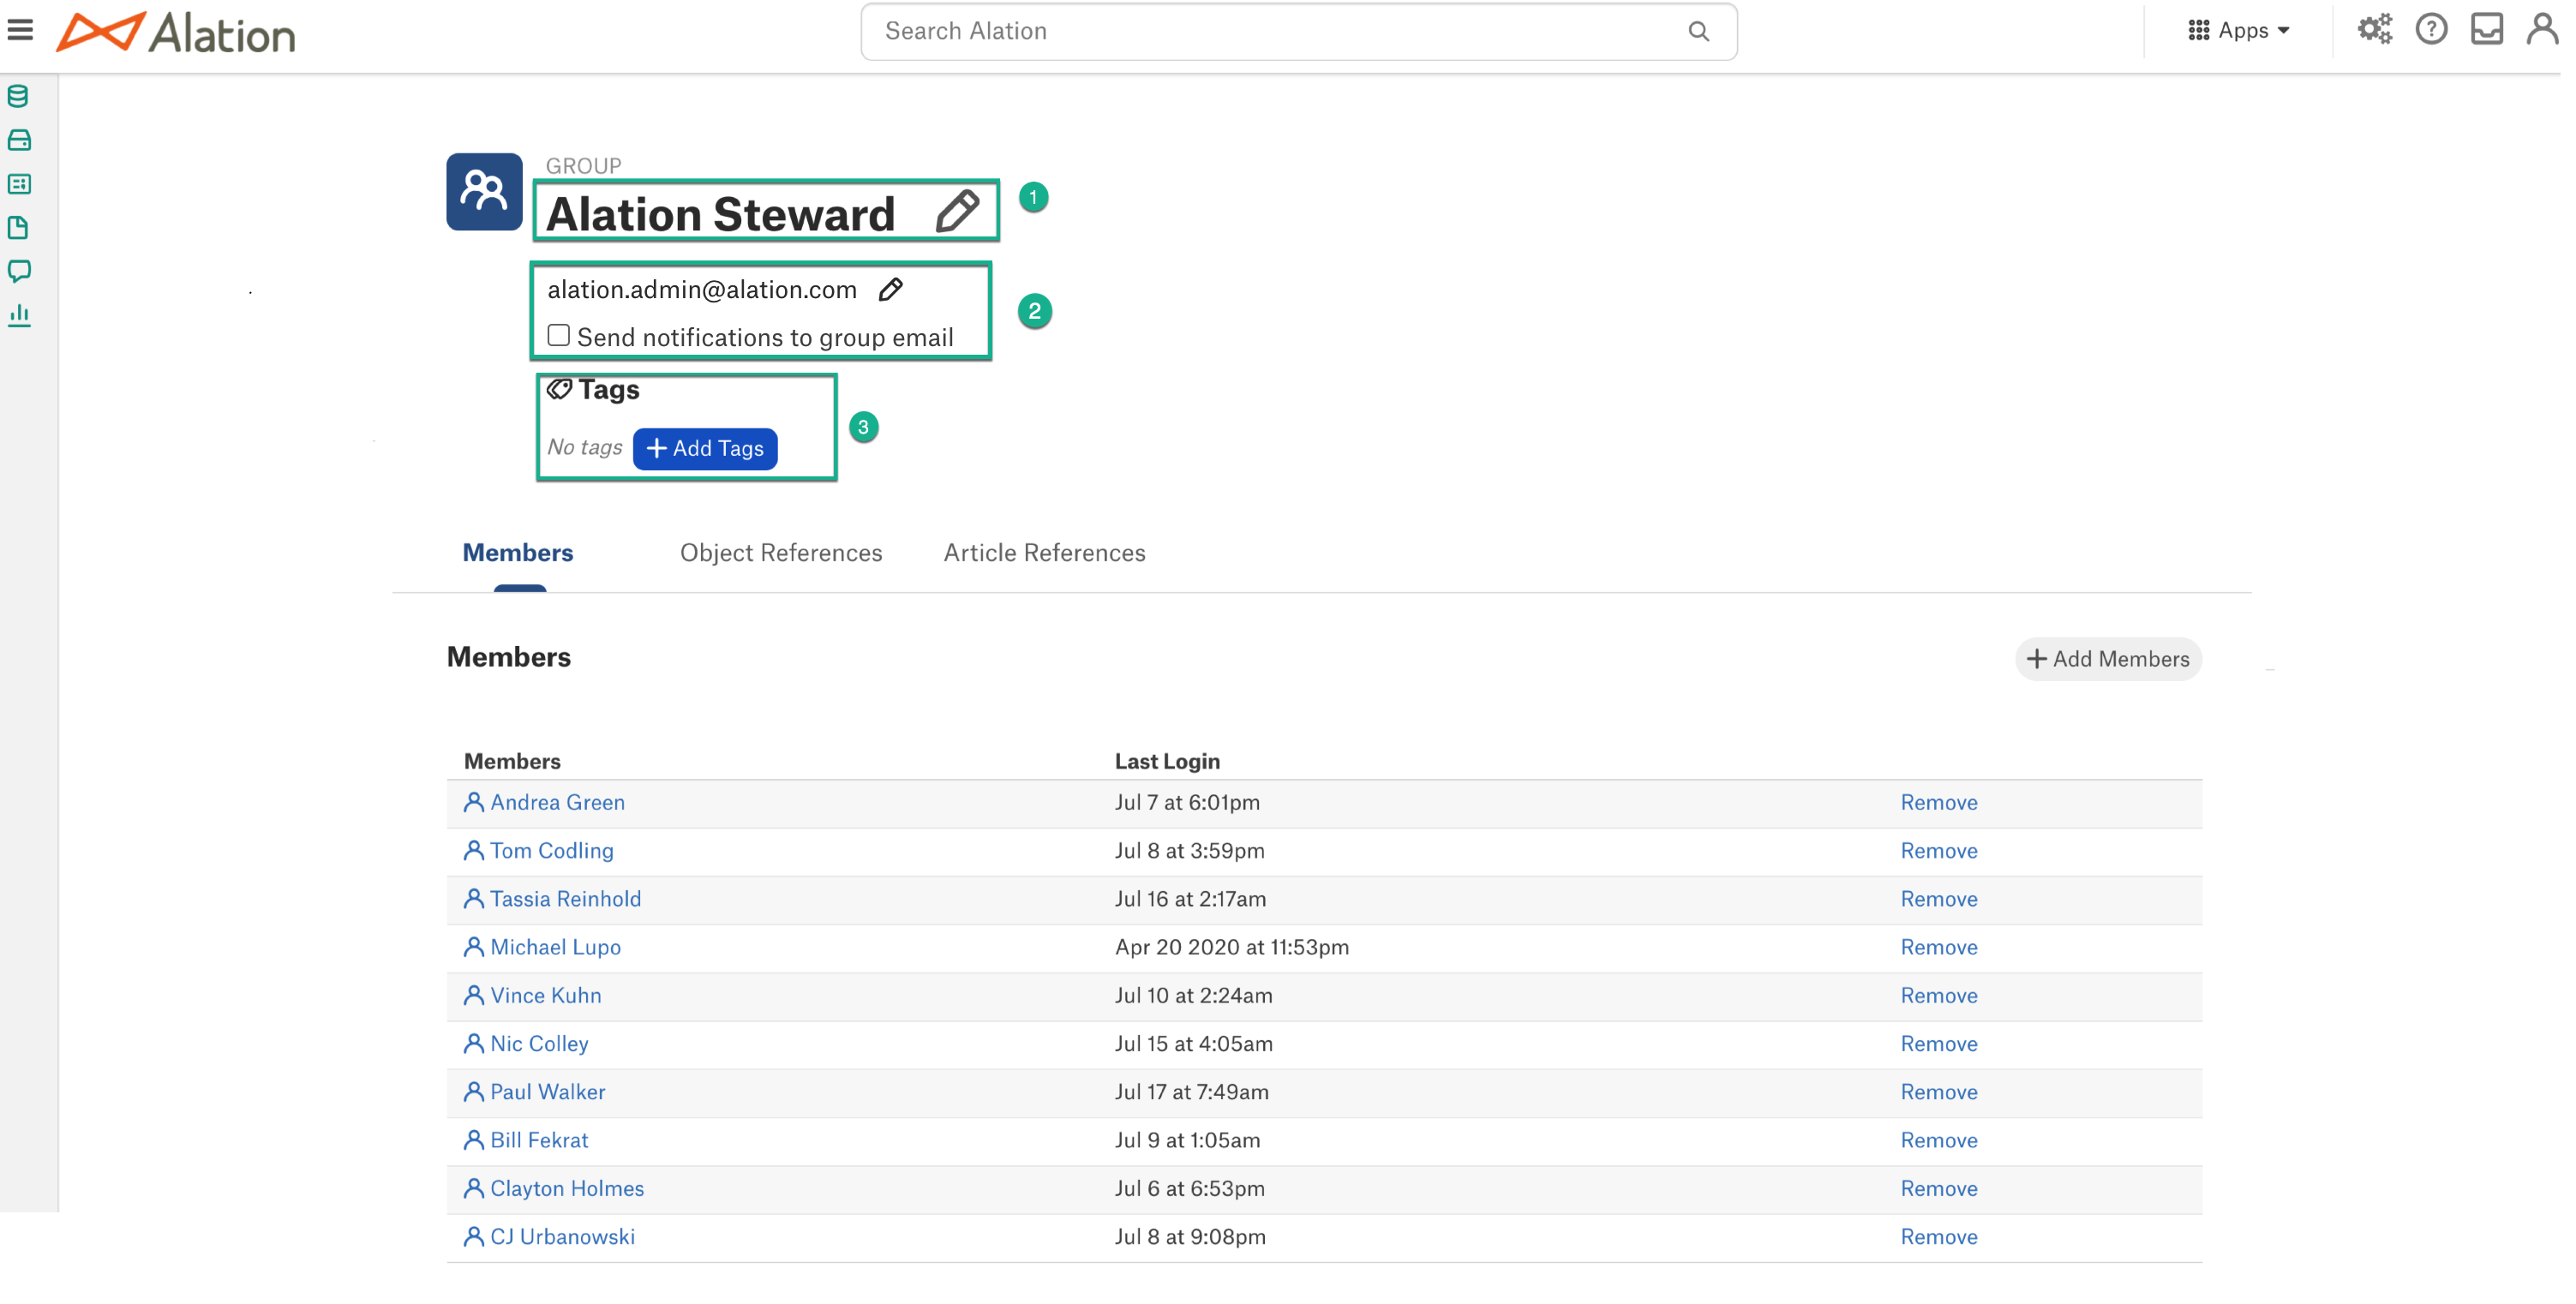 Alation
Search Alation
Apps
GROUP
Alation Steward
1
alation.admin@alation.com
Send notifications to group email
2
Tags
No tags
Add Tags
3
Members
Object References
Article References
Members
Add Members
Members Last Login
Andrea Green Jul 7 at 6:01pm Remove
Tom Codling Jul 8 at 3:59pm Remove
Tassia Reinhold Jul 16 at 2:17am Remove
Michael Lupo Apr 20 2020 at 11:53pm Remove
Vince Kuhn Jul 10 at 2:24am Remove
Nic Colley Jul 15 at 4:05am Remove
Paul Walker Jul 17 at 7:49am Remove
Bill Fekrat Jul 9 at 1:05am Remove
Clayton Holmes Jul 6 at 6:53pm Remove
CJ Urbanowski Jul 8 at 9:08pm Remove